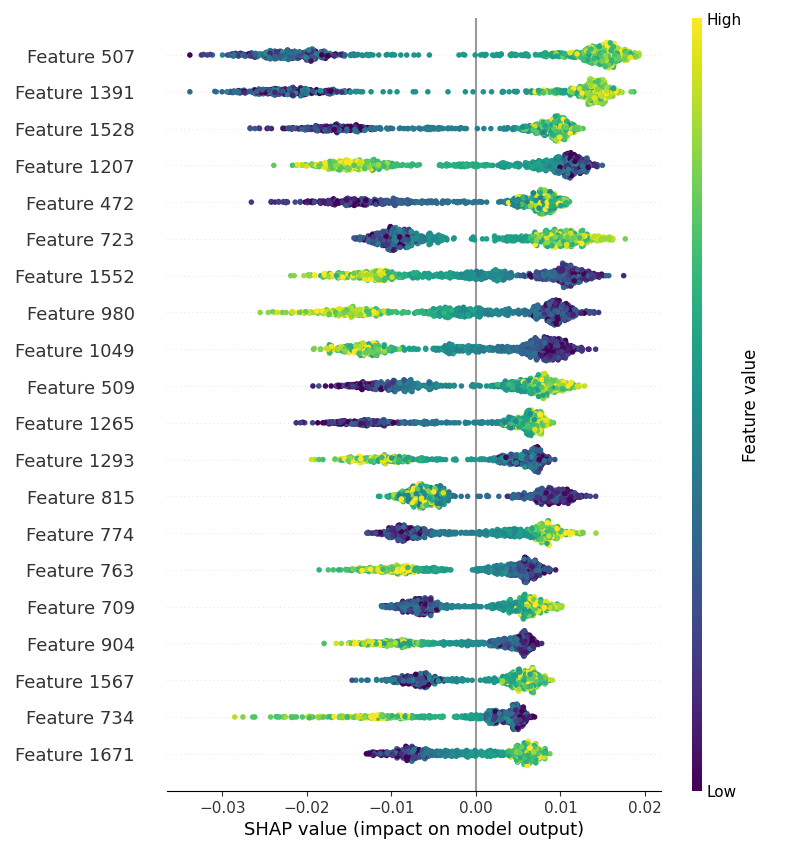 High
Feature 507
Feature 1391
Feature 1528
Feature 1207
Feature 472
Feature 723
Feature 1552
Feature 980
Feature 1049
Feature 509
Feature 1265
Feature 1293
Feature 815
Feature 774
Feature 763
Feature 709
Feature 904
Feature 1567
Feature 734
Feature 1671
Feature value
Low
−0.03 −0.02 −0.01 0.00 0.01 0.02
SHAP value (impact on model output)